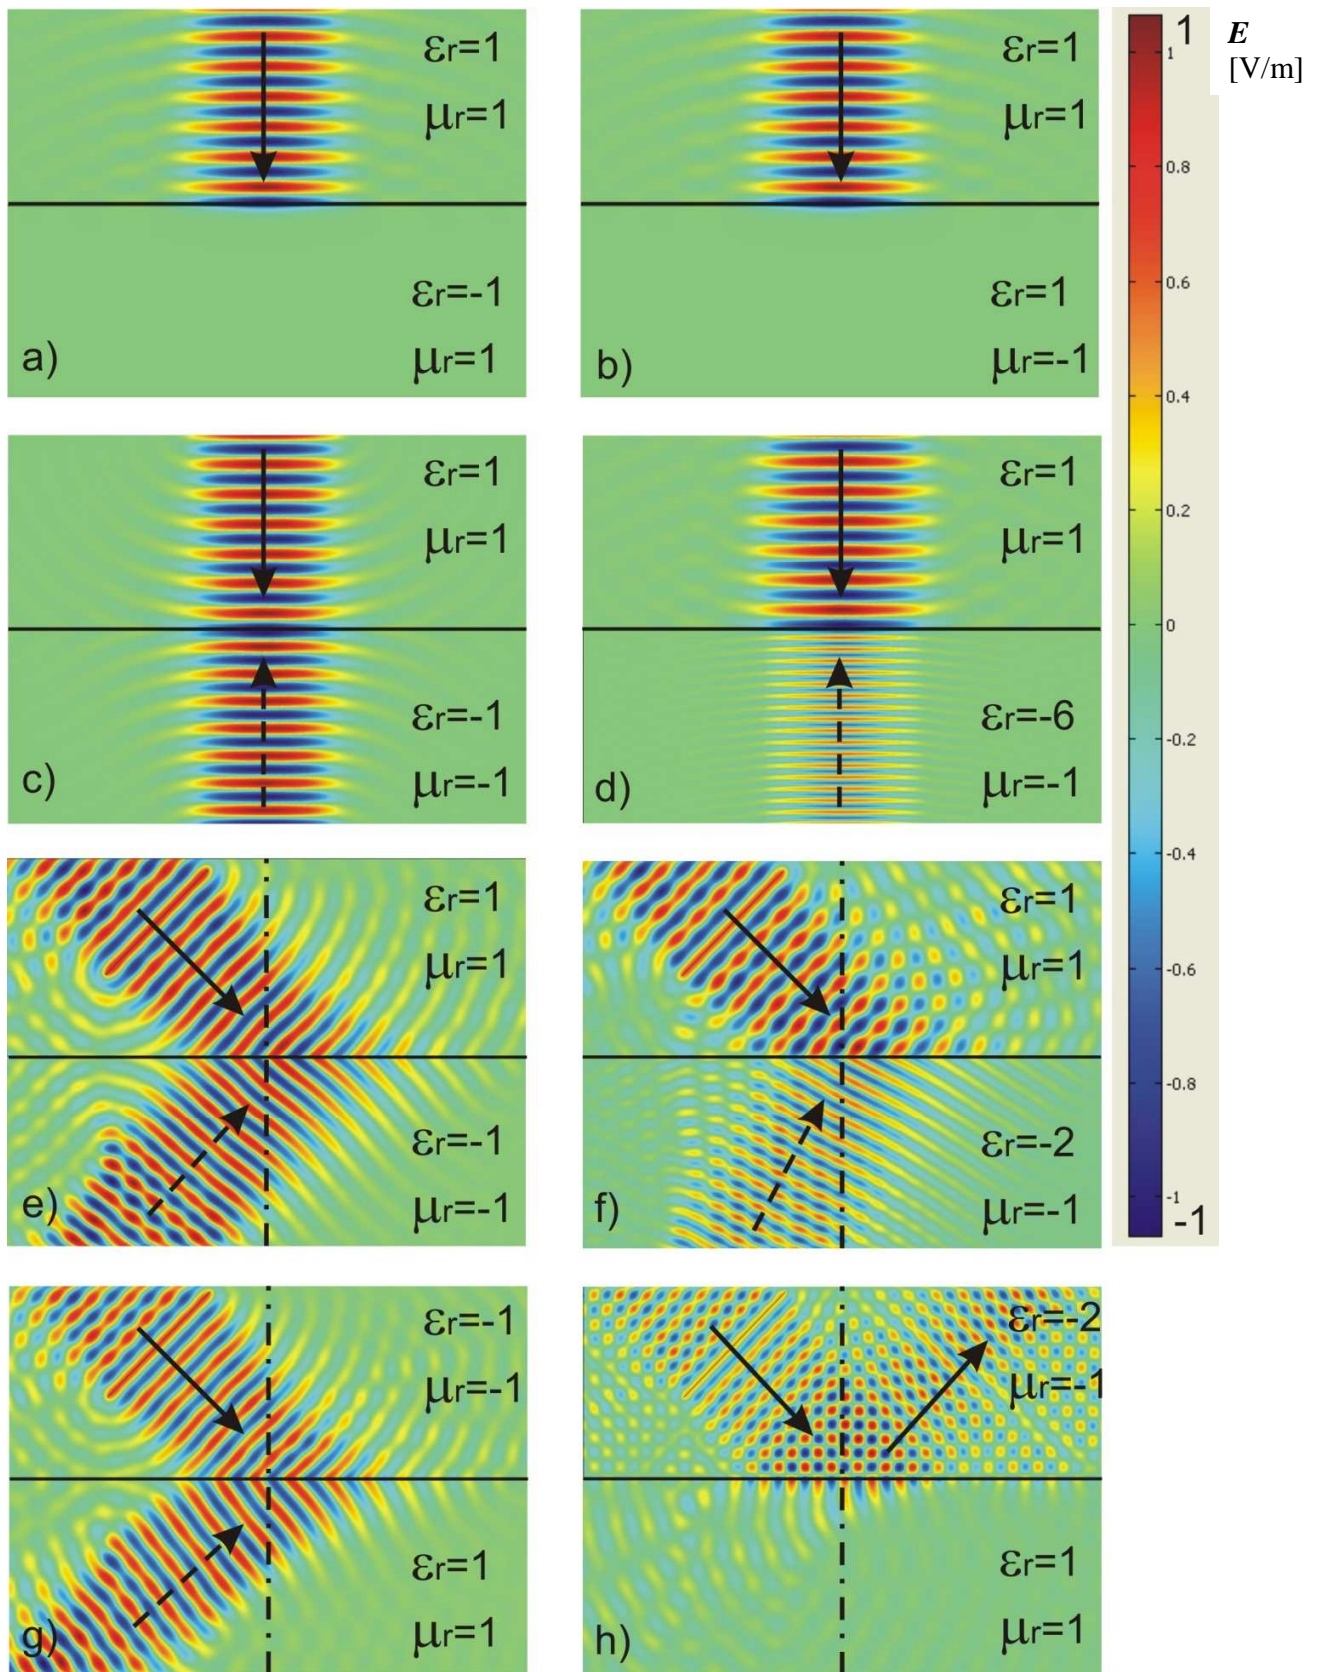 εr=1
μr=1
εr=-1
μr=1
a)
εr=1
μr=1
εr=1
μr=-1
b)
1
E
[V/m]
1
0.8
0.6
0.4
0.2
0
-0.2
-0.4
-0.6
-0.8
-1
-1
εr=1
μr=1
εr=-1
μr=-1
c)
εr=1
μr=1
εr=-6
μr=-1
d)
εr=1
μr=1
εr=-1
μr=-1
e)
εr=1
μr=1
εr=-2
μr=-1
f)
εr=-1
μr=-1
εr=1
μr=1
g)
εr=-2
μr=-1
εr=1
μr=1
h)